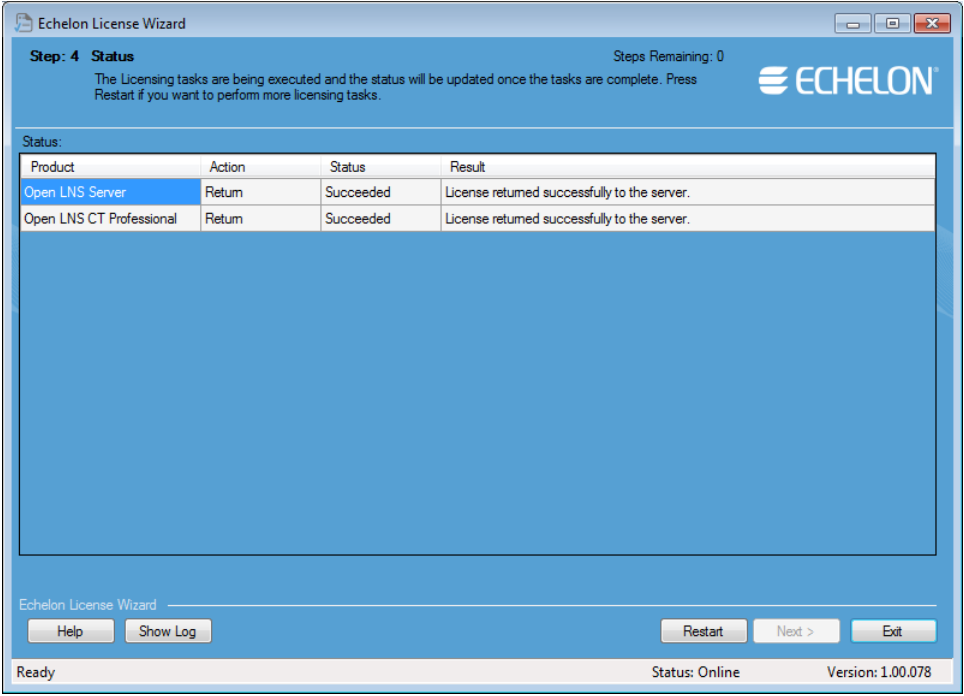 Echelon License Wizard
Step: 4 Status Steps Remaining: 0
The Licensing tasks are being executed and the status will be updated once the tasks are complete. Press
Restart if you want to perform more licensing tasks.
ECHELON®
Status:
Product Action Status Result
Open LNS Server Return Succeeded License returned successfully to the server.
Open LNS CT Professional Return Succeeded License returned successfully to the server.
Echelon License Wizard
Help Show Log Restart Next > Exit
Ready Status: Online Version: 1.00.078